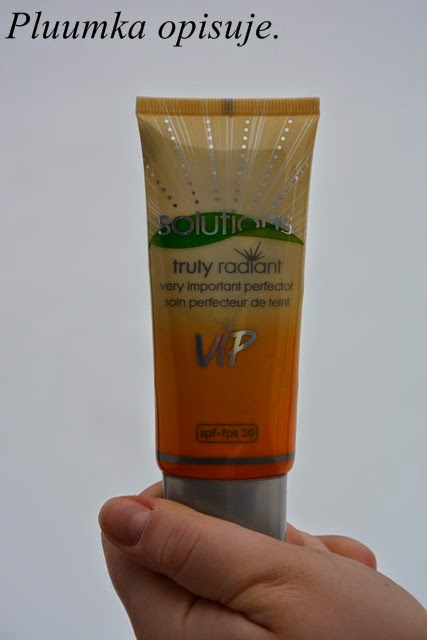 Pluumka opisuje.
solutions
truly radiant
very important perfector
soin perfecteur de teint
VIP
spf•fps 20